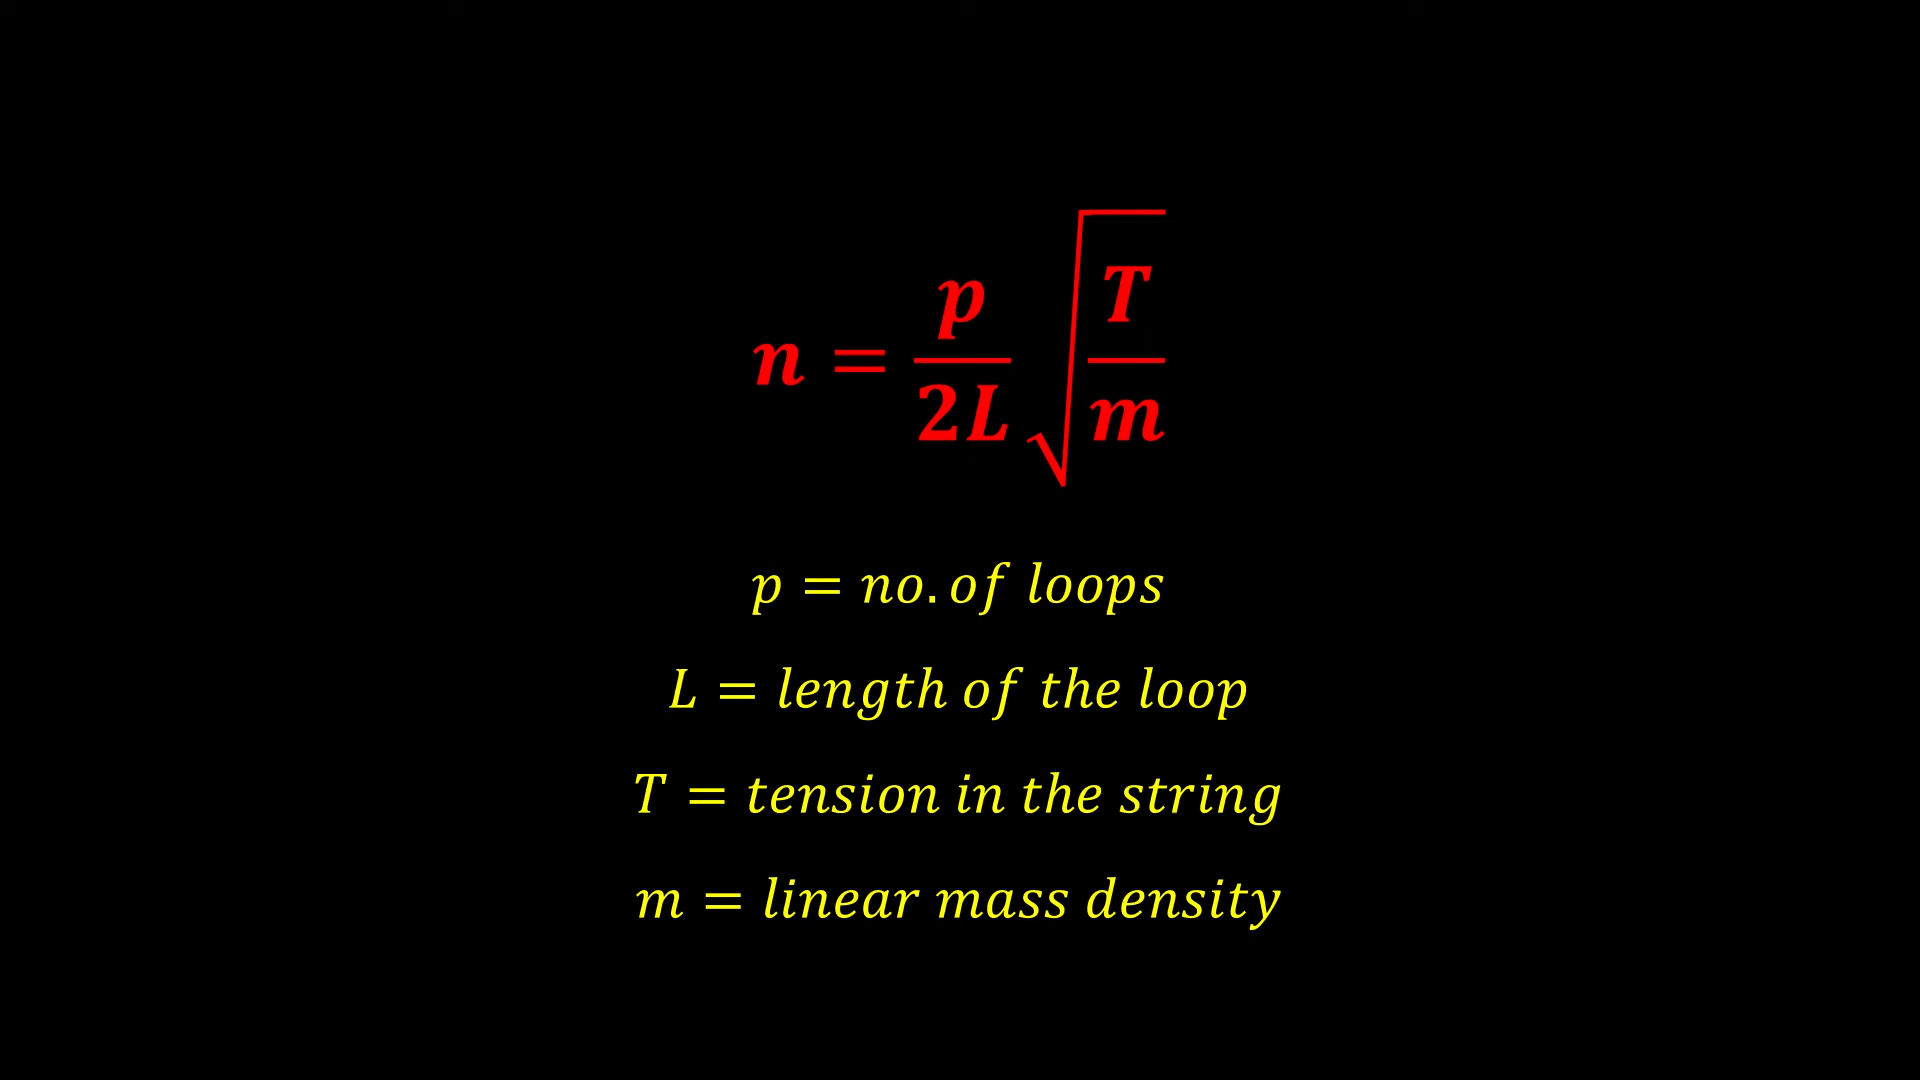 n = p/2L √(T/m)
p = no. of loops
L = length of the loop
T = tension in the string
m = linear mass density